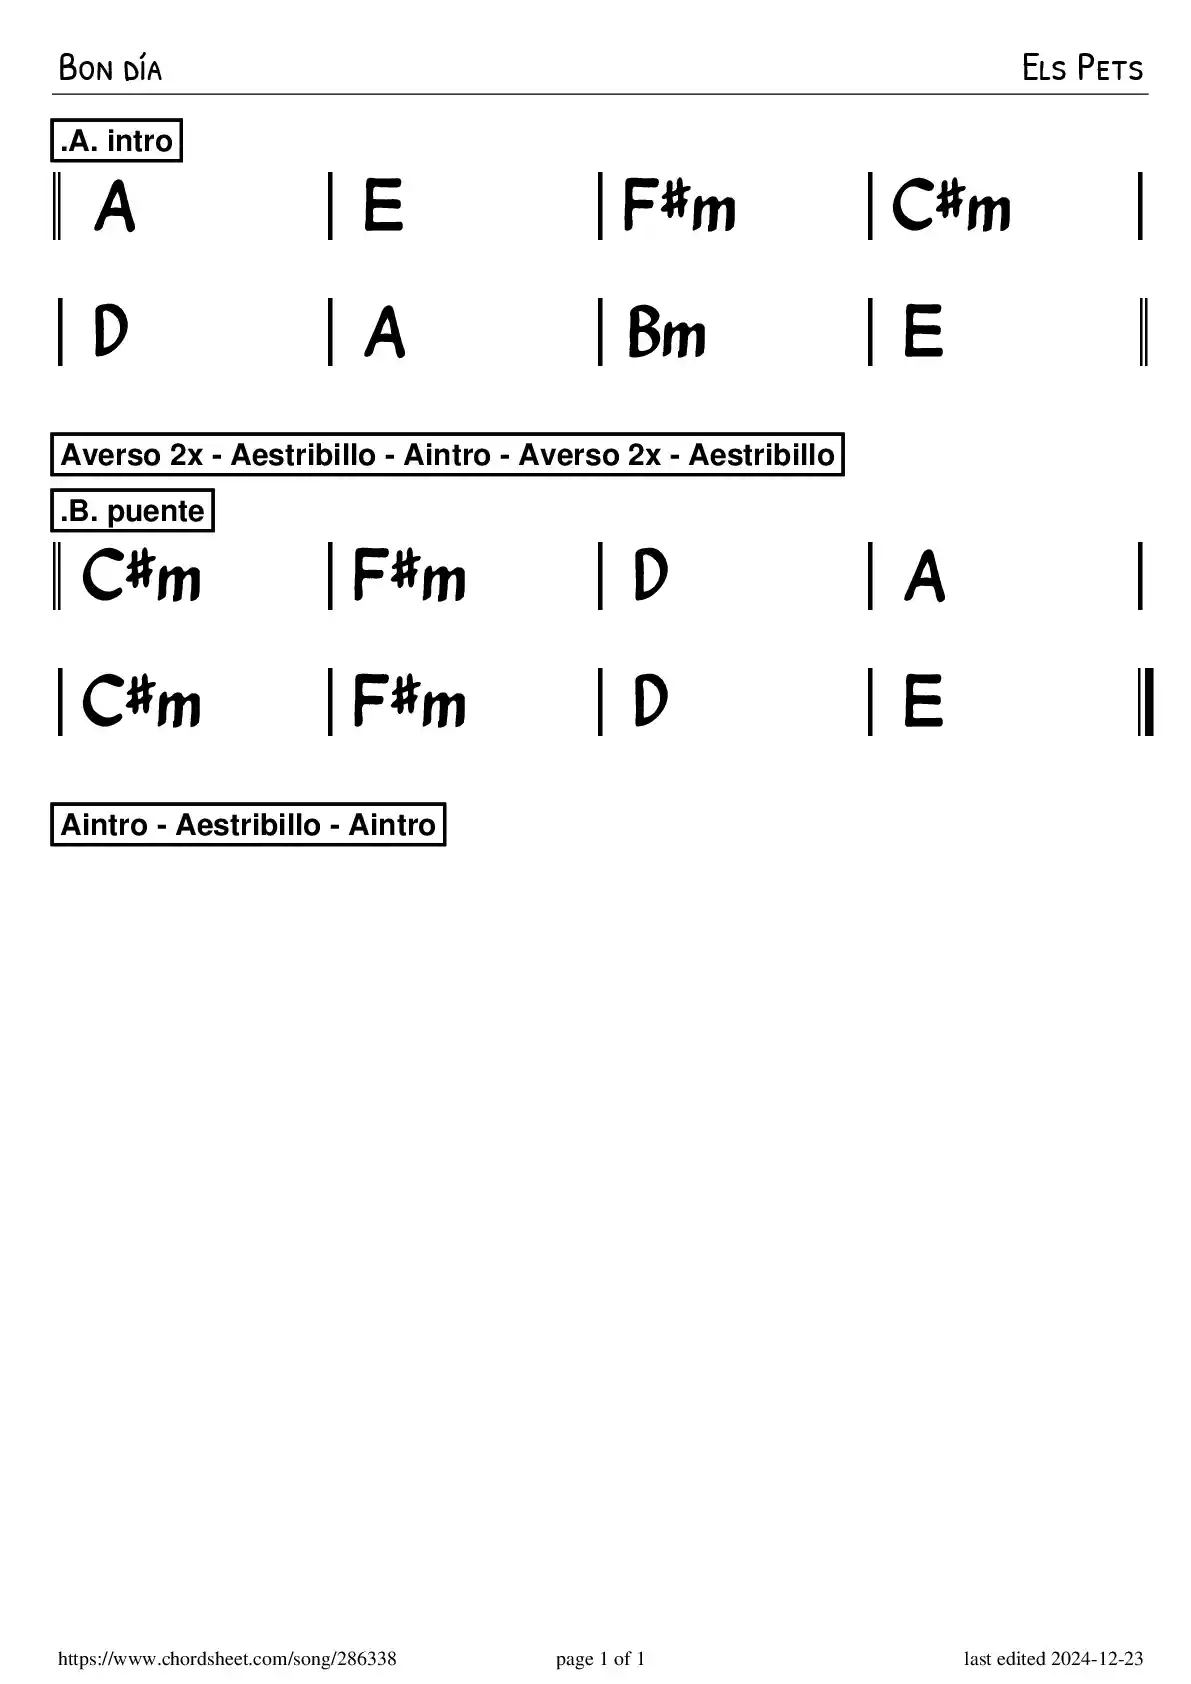 Bon día Els Pets
.A. intro
A E F#m C#m
D A Bm E
Averso 2x - Aestribillo - Aintro - Averso 2x - Aestribillo
.B. puente
C#m F#m D A
C#m F#m D E
Aintro - Aestribillo - Aintro
https://www.chordsheet.com/song/286338 page 1 of 1 last edited 2024-12-23